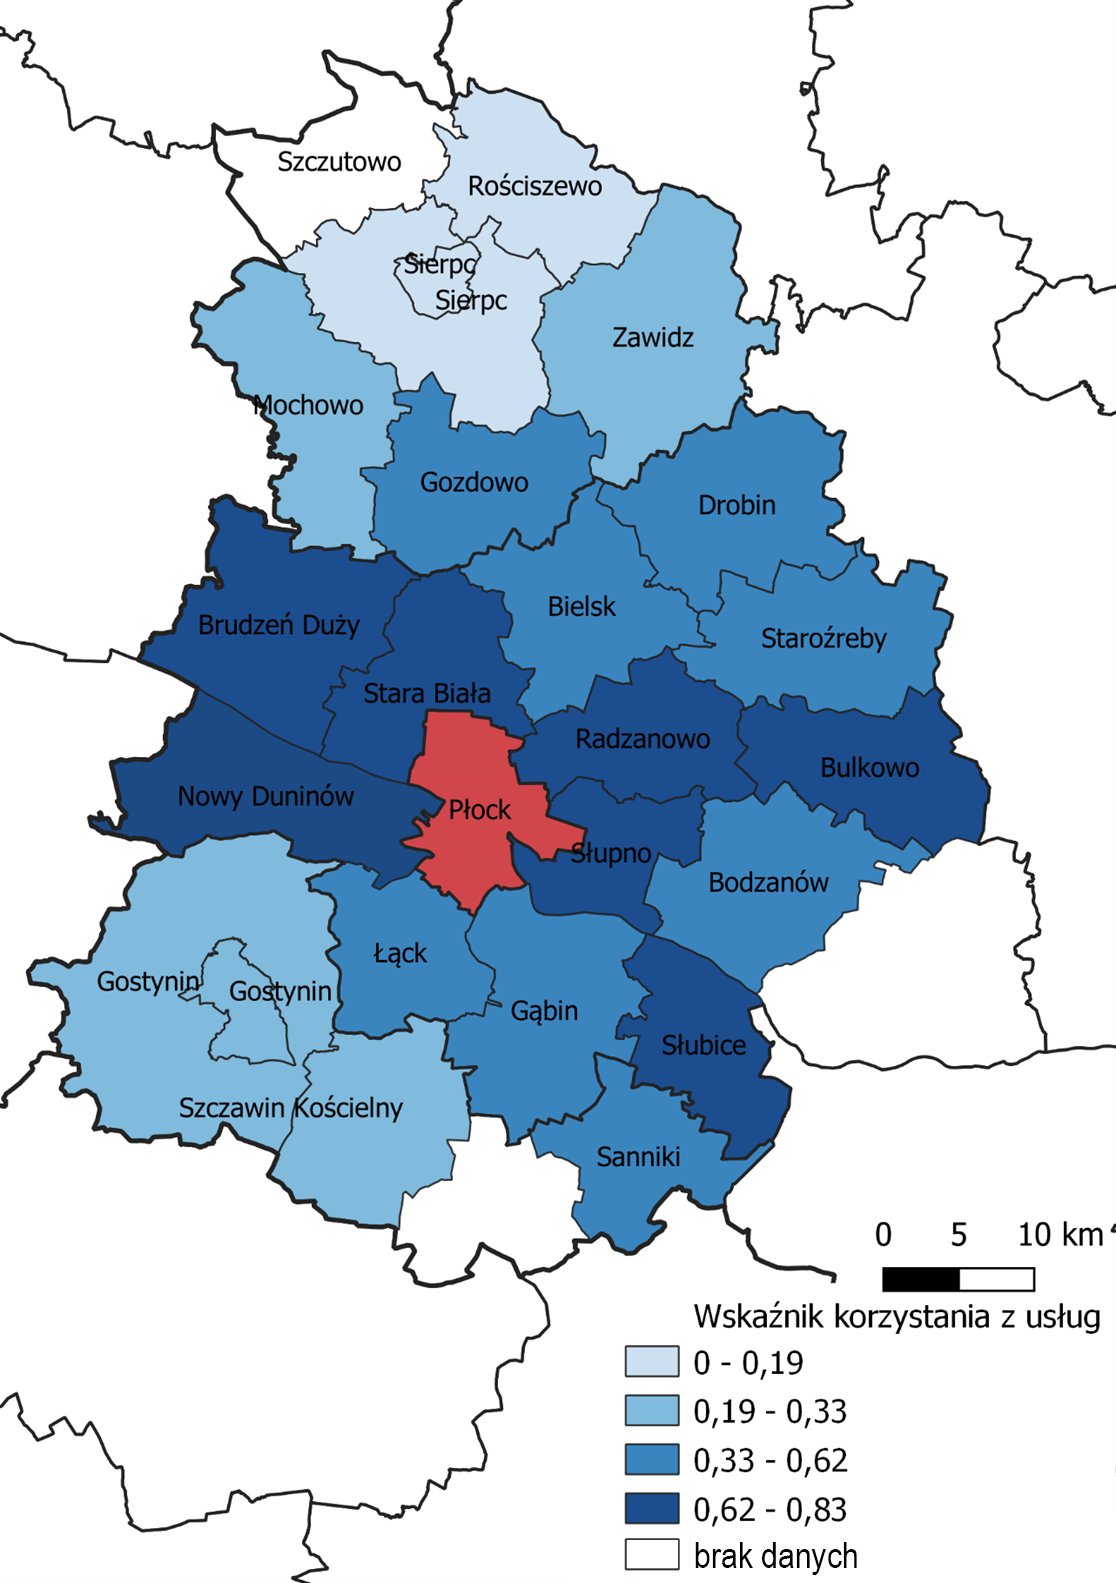 Szczutowo
Rościszewo
Sierpc
Sierpc
Zawidz
Mochowo
Gozdowo
Drobin
Bielsk
Brudzeń Duży
Staroźreby
Stara Biała
Radzanowo
Bulkowo
Nowy Duninów
Płock
Słupno
Bodzanów
Łąck
Gostynin
Gostynin
Gąbin
Słubice
Szczawin Kościelny
Sanniki
0 5 10 km
Wskaźnik korzystania z usług
0 - 0,19
0,19 - 0,33
0,33 - 0,62
0,62 - 0,83
brak danych